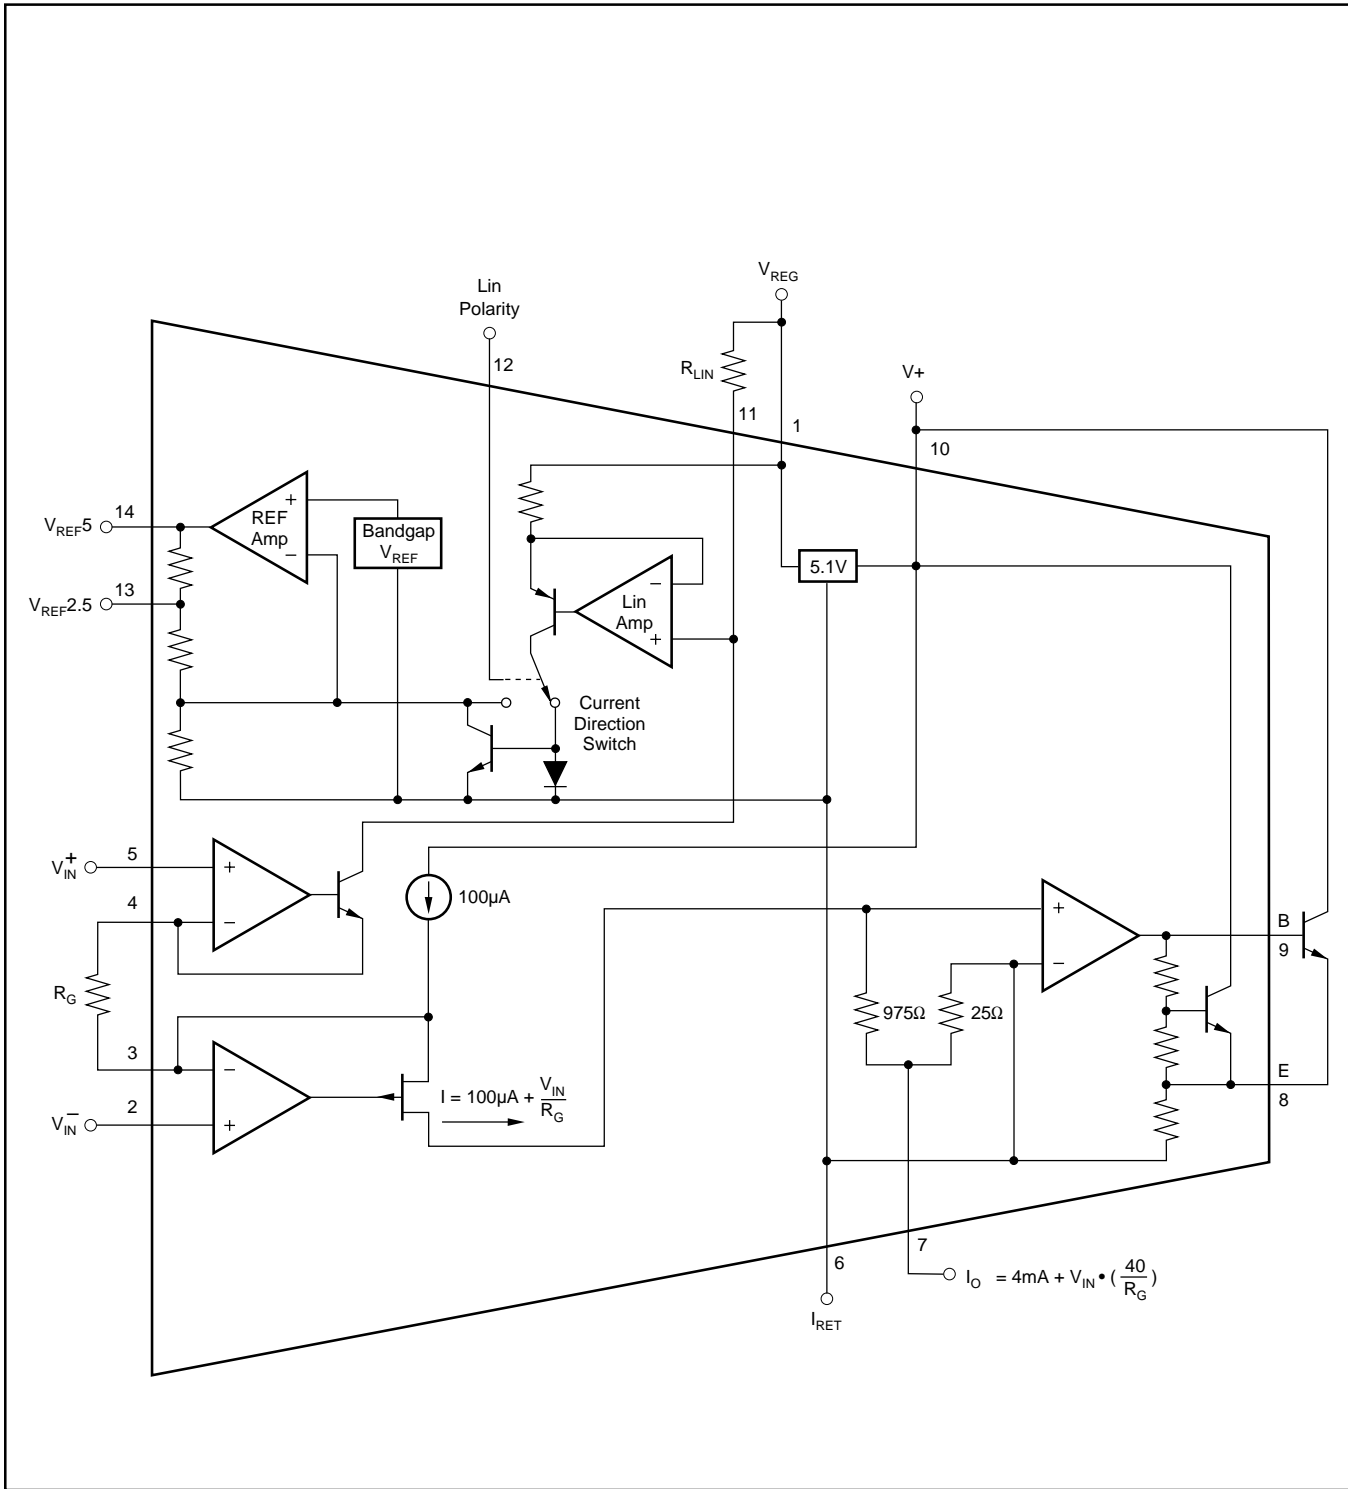 V_REG
Lin
Polarity
12
R_LIN
V+
11
1
10
14
V_REF5
REF
Amp
+
−
Bandgap
V_REF
5.1V
13
V_REF2.5
−
Lin
Amp
+
Current
Direction
Switch
5
V_IN^+
+
4
−
100µA
R_G
+
−
B
9
975Ω
25Ω
3
−
2
V_IN^−
+
I = 100µA + V_IN/R_G
E
8
6
7
I_O = 4mA + V_IN • (40/R_G)
I_RET